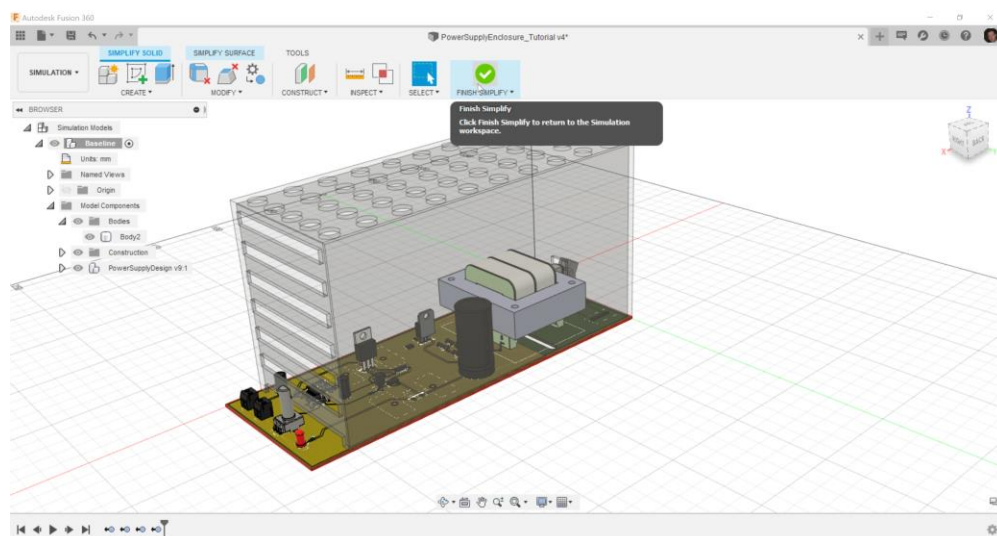 Autodesk Fusion 360
PowerSupplyEnclosure_Tutorial v4*
SIMPLIFY SOLID SIMPLIFY SURFACE TOOLS
SIMULATION
CREATE MODIFY CONSTRUCT INSPECT SELECT FINISH SIMPLIFY
BROWSER
Finish Simplify
Click Finish Simplify to return to the Simulation
workspace.
Simulation Models
Baseline
Units: mm
Named Views
Origin
Model Components
Bodies
Body2
Construction
PowerSupplyDesign v9:1
Z
BACK
X
Y